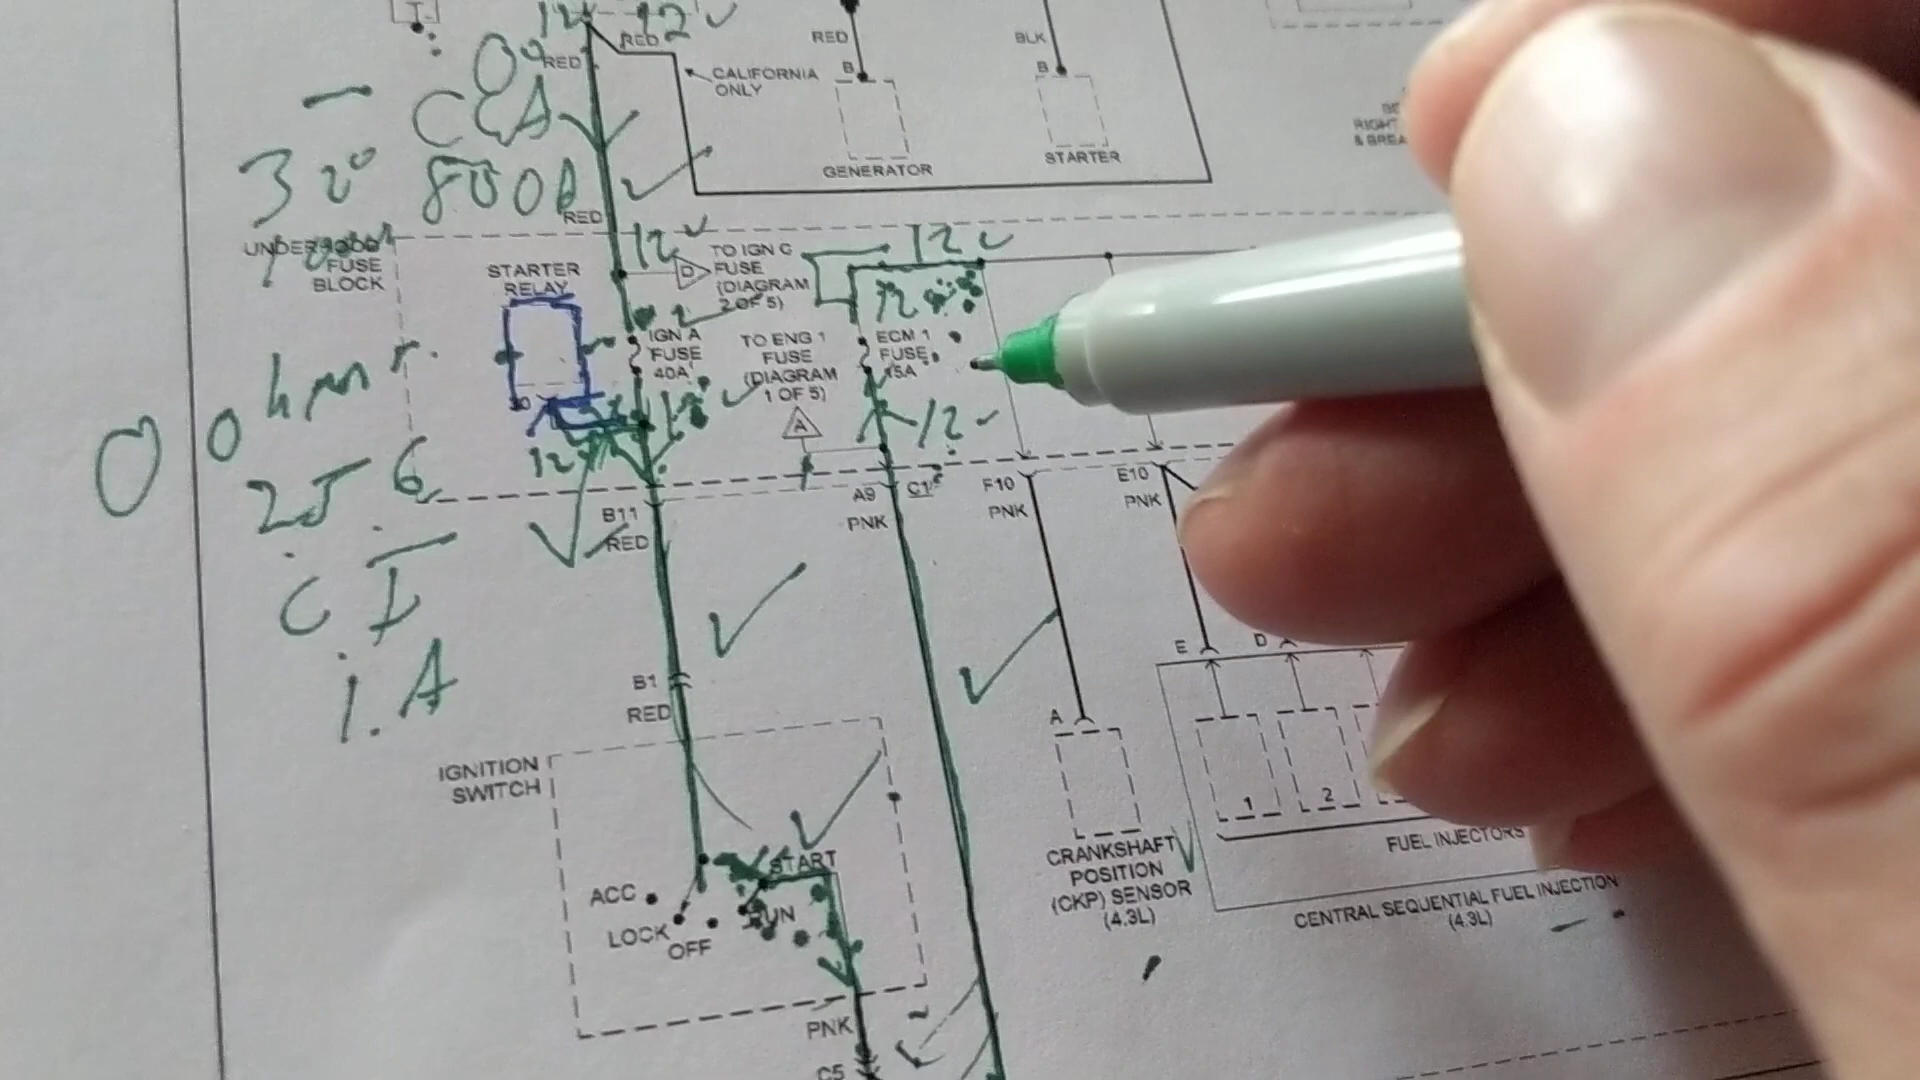 12 12 ✓
RED
RED
RED
BLK
B
B
CALIFORNIA
ONLY
GENERATOR
STARTER
0°
CCA
32°
800A
RED
12 ✓
12 ✓
UNDERHOOD
FUSE
BLOCK
STARTER
RELAY
D
TO IGN C
FUSE
(DIAGRAM
2 OF 5)
IGN A
FUSE
40A
TO ENG 1
FUSE
(DIAGRAM
1 OF 5)
A
ECM 1
FUSE
15A
12
30
12
12
B11
RED
A9
C1
PNK
F10
PNK
E10
PNK
B1
RED
E
D
A
IGNITION
SWITCH
1
2
CRANKSHAFT
POSITION
(CKP) SENSOR
(4.3L)
FUEL INJECTORS
CENTRAL SEQUENTIAL FUEL INJECTION
(4.3L)
START
ACC
LOCK
OFF
RUN
PNK
C5